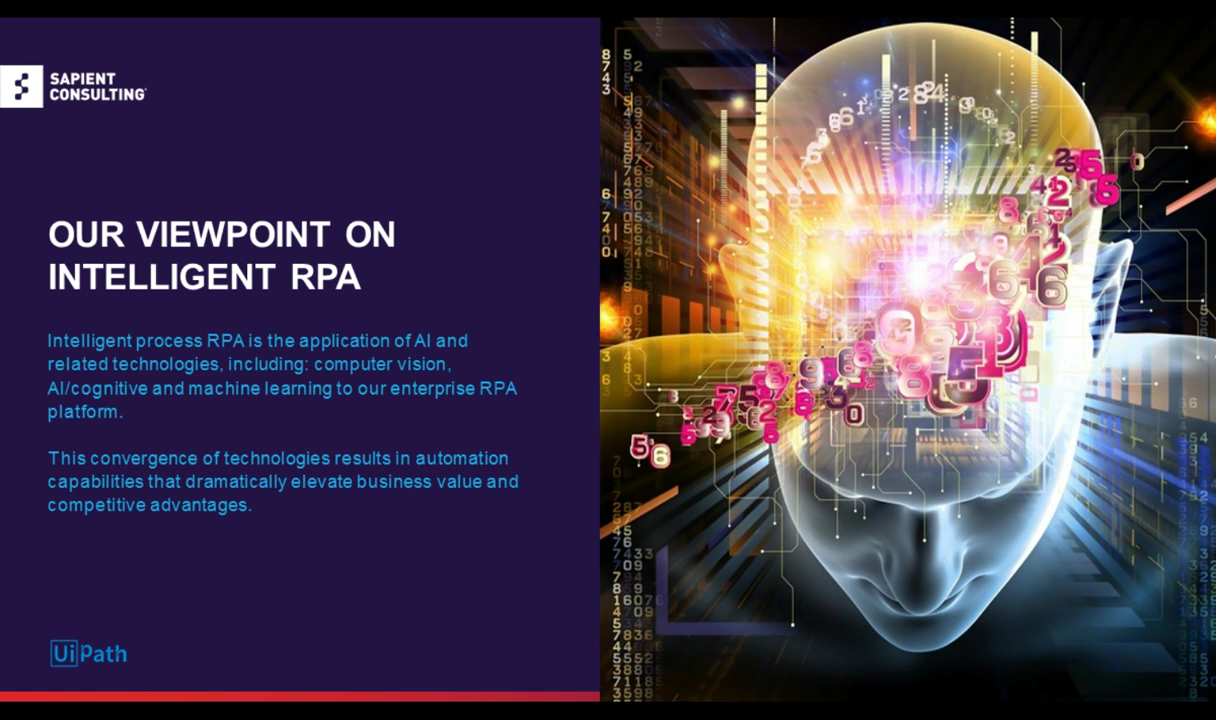 SAPIENT
CONSULTING
OUR VIEWPOINT ON
INTELLIGENT RPA
Intelligent process RPA is the application of AI and
related technologies, including: computer vision,
AI/cognitive and machine learning to our enterprise RPA
platform.
This convergence of technologies results in automation
capabilities that dramatically elevate business value and
competitive advantages.
UiPath